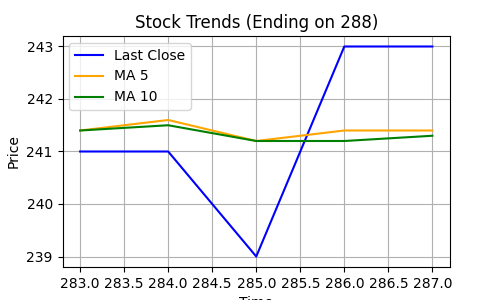 Stock Trends (Ending on 288)
Last Close
MA 5
MA 10
243
242
241
240
239
Price
283.0 283.5 284.0 284.5 285.0 285.5 286.0 286.5 287.0
Time